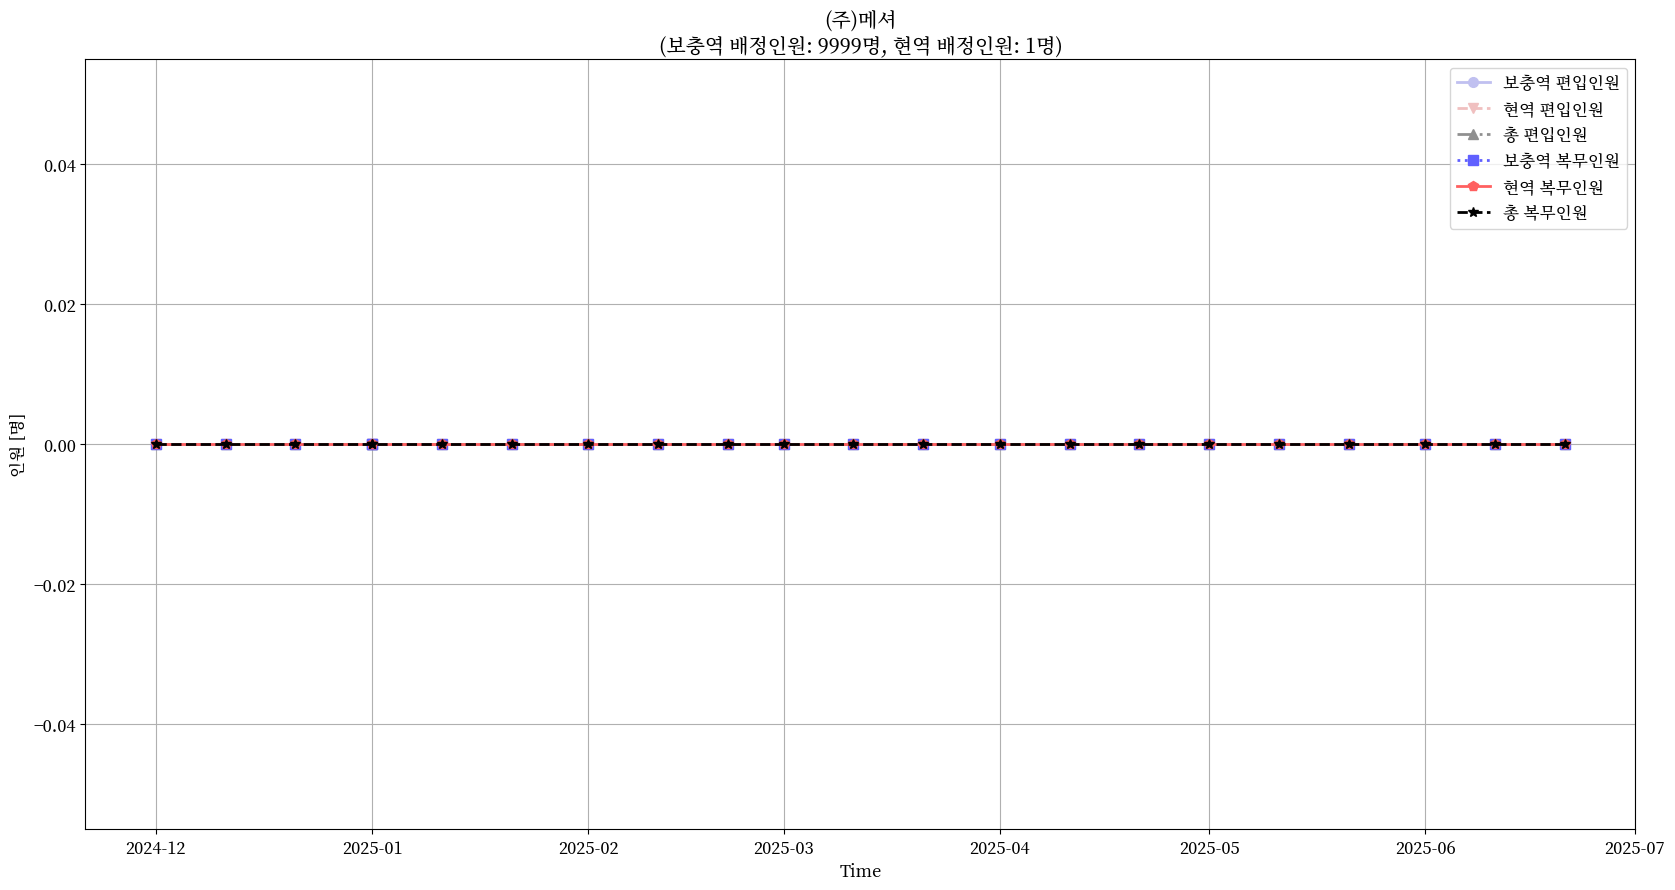 (주)메셔
(보충역 배정인원: 9999명, 현역 배정인원: 1명)
보충역 편입인원
현역 편입인원
총 편입인원
보충역 복무인원
현역 복무인원
총 복무인원
인원 [명]
0.04
0.02
0.00
−0.02
−0.04
2024-12 2025-01 2025-02 2025-03 2025-04 2025-05 2025-06 2025-07
Time